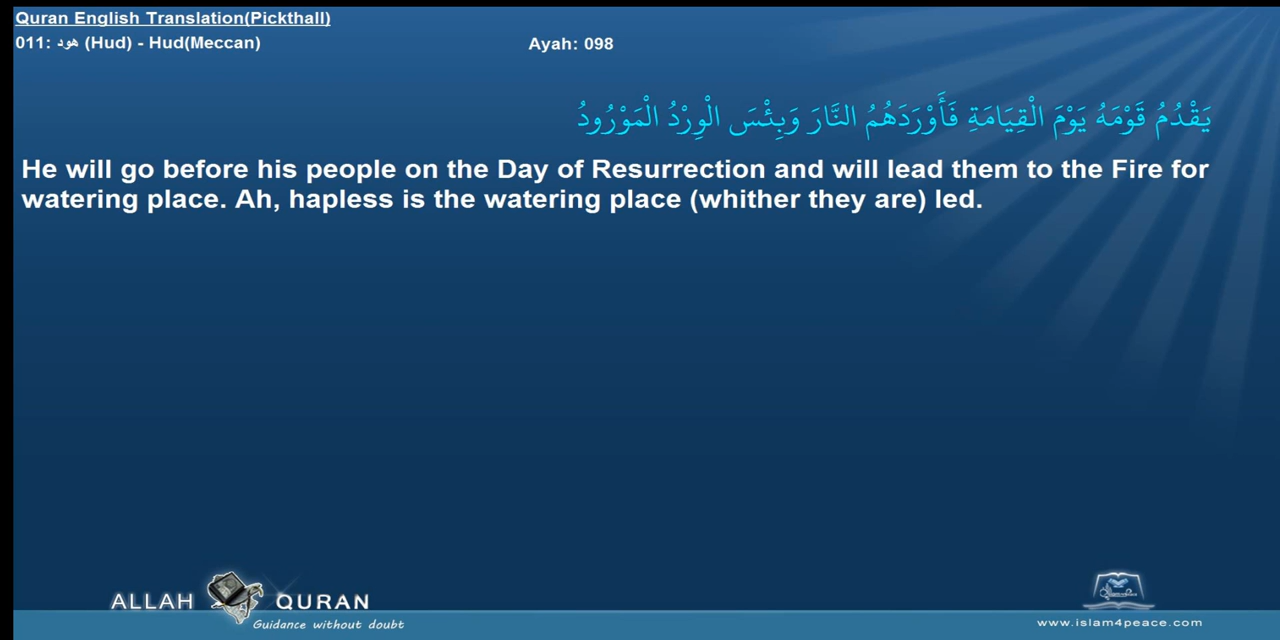 Quran English Translation(Pickthall)
011: هود (Hud) - Hud(Meccan)
Ayah: 098
يَقْدُمُ قَوْمَهُ يَوْمَ الْقِيَامَةِ فَأَوْرَدَهُمُ النَّارَ وَبِئْسَ الْوِرْدُ الْمَوْرُودُ
He will go before his people on the Day of Resurrection and will lead them to the Fire for
watering place. Ah, hapless is the watering place (whither they are) led.
ALLAH QURAN
Guidance without doubt
www.islam4peace.com